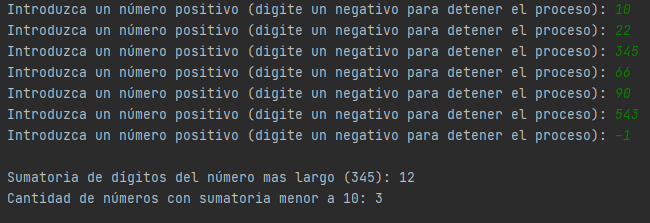 Introduzca un número positivo (digite un negativo para detener el proceso): 10
Introduzca un número positivo (digite un negativo para detener el proceso): 22
Introduzca un número positivo (digite un negativo para detener el proceso): 345
Introduzca un número positivo (digite un negativo para detener el proceso): 66
Introduzca un número positivo (digite un negativo para detener el proceso): 90
Introduzca un número positivo (digite un negativo para detener el proceso): 543
Introduzca un número positivo (digite un negativo para detener el proceso): -1
Sumatoria de dígitos del número mas largo (345): 12
Cantidad de números con sumatoria menor a 10: 3